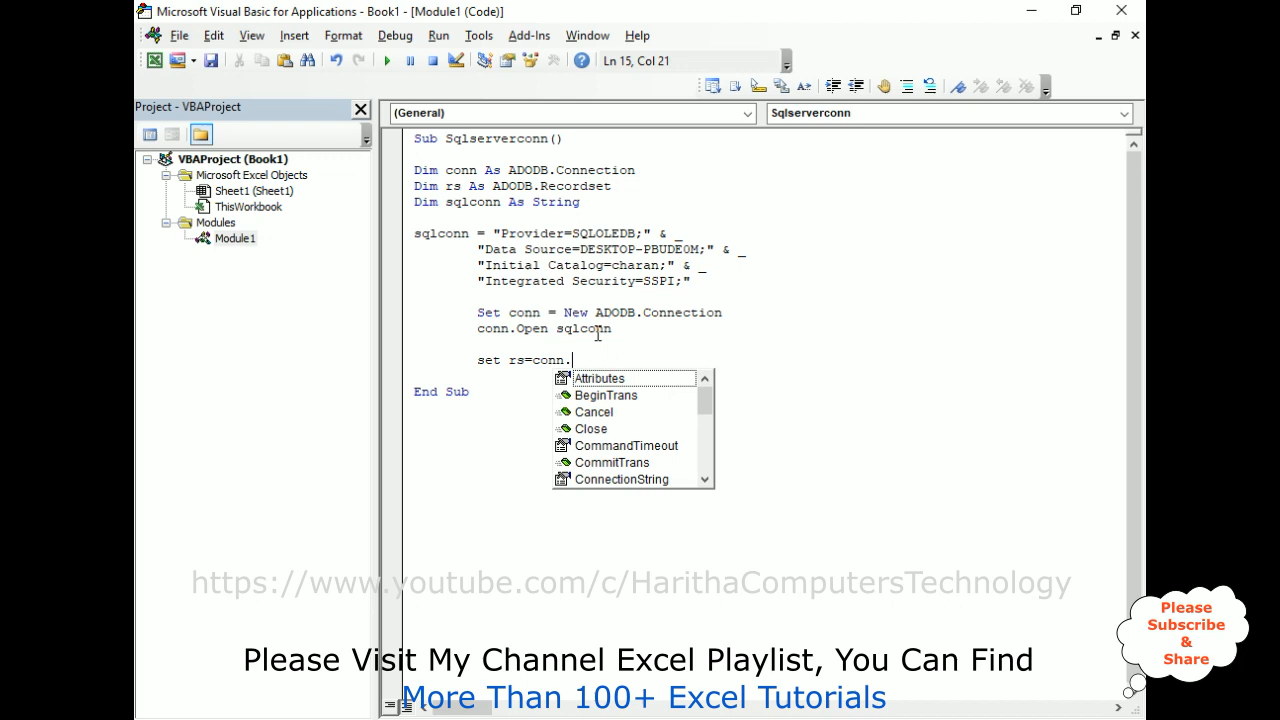 Microsoft Visual Basic for Applications - Book1 - [Module1 (Code)]
File Edit View Insert Format Debug Run Tools Add-Ins Window Help
Ln 15, Col 21
Project - VBAProject
(General) Sqlserverconn
VBAProject (Book1)
Microsoft Excel Objects
Sheet1 (Sheet1)
ThisWorkbook
Modules
Module1
Sub Sqlserverconn()
Dim conn As ADODB.Connection
Dim rs As ADODB.Recordset
Dim sqlconn As String
sqlconn = "Provider=SQLOLEDB;" & _
"Data Source=DESKTOP-PBUDE0M;" & _
"Initial Catalog=charan;" & _
"Integrated Security=SSPI;"
Set conn = New ADODB.Connection
conn.Open sqlconn
set rs=conn.
Attributes
BeginTrans
Cancel
Close
CommandTimeout
CommitTrans
ConnectionString
End Sub
https://www.youtube.com/c/HarithaComputersTechnology
Please Visit My Channel Excel Playlist, You Can Find
More Than 100+ Excel Tutorials
Please
Subscribe
&
Share